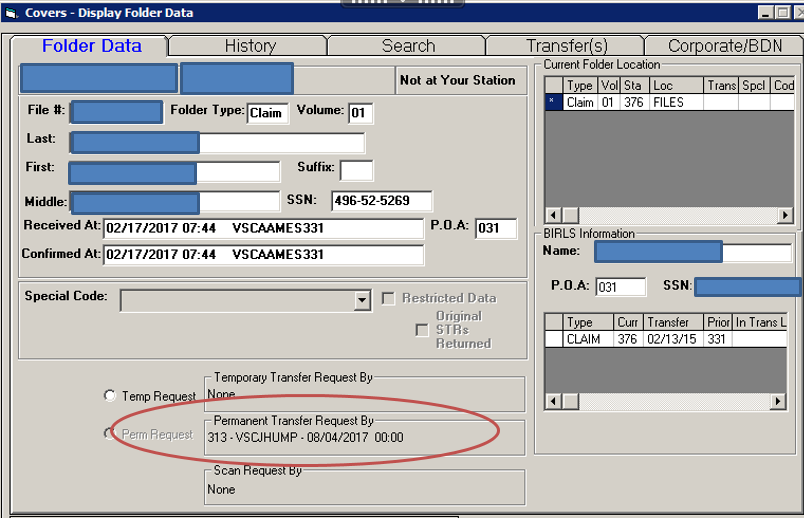 Covers - Display Folder Data
Folder Data History Search Transfer(s) Corporate/BDN
Not at Your Station
File #: Folder Type: Claim Volume: 01
Last:
First: Suffix:
Middle: SSN: 496-52-5269
Received At: 02/17/2017 07:44 VSCAAMES331 P.O.A: 031
Confirmed At: 02/17/2017 07:44 VSCAAMES331
Special Code: Restricted Data
Original
STRs
Returned
Temporary Transfer Request By
Temp Request None
Permanent Transfer Request By
Perm Request 313 - VSCJHUMP - 08/04/2017 00:00
Scan Request By
None
Current Folder Location
Type Vol Sta Loc Trans Spcl Cod
* Claim 01 376 FILES
BIRLS Information
Name:
P.O.A: 031 SSN:
Type Curr Transfer Prior In Trans L
CLAIM 376 02/13/15 331